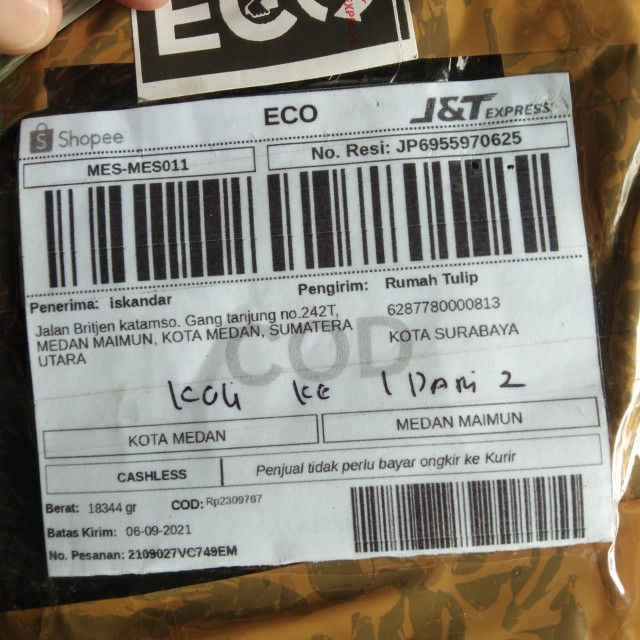 ECO
ECO
Shopee
J&T EXPRESS
MES-MES011
No. Resi: JP6955970625
Penerima: iskandar
Jalan Britjen katamso. Gang tanjung no.242T,
MEDAN MAIMUN, KOTA MEDAN, SUMATERA
UTARA
Pengirim: Rumah Tulip
6287780000813
KOTA SURABAYA
COD
KOLI KE 1 DARI 2
KOTA MEDAN
MEDAN MAIMUN
CASHLESS
Penjual tidak perlu bayar ongkir ke Kurir
Berat: 18344 gr
COD: Rp2309767
Batas Kirim: 06-09-2021
No. Pesanan: 2109027VC749EM